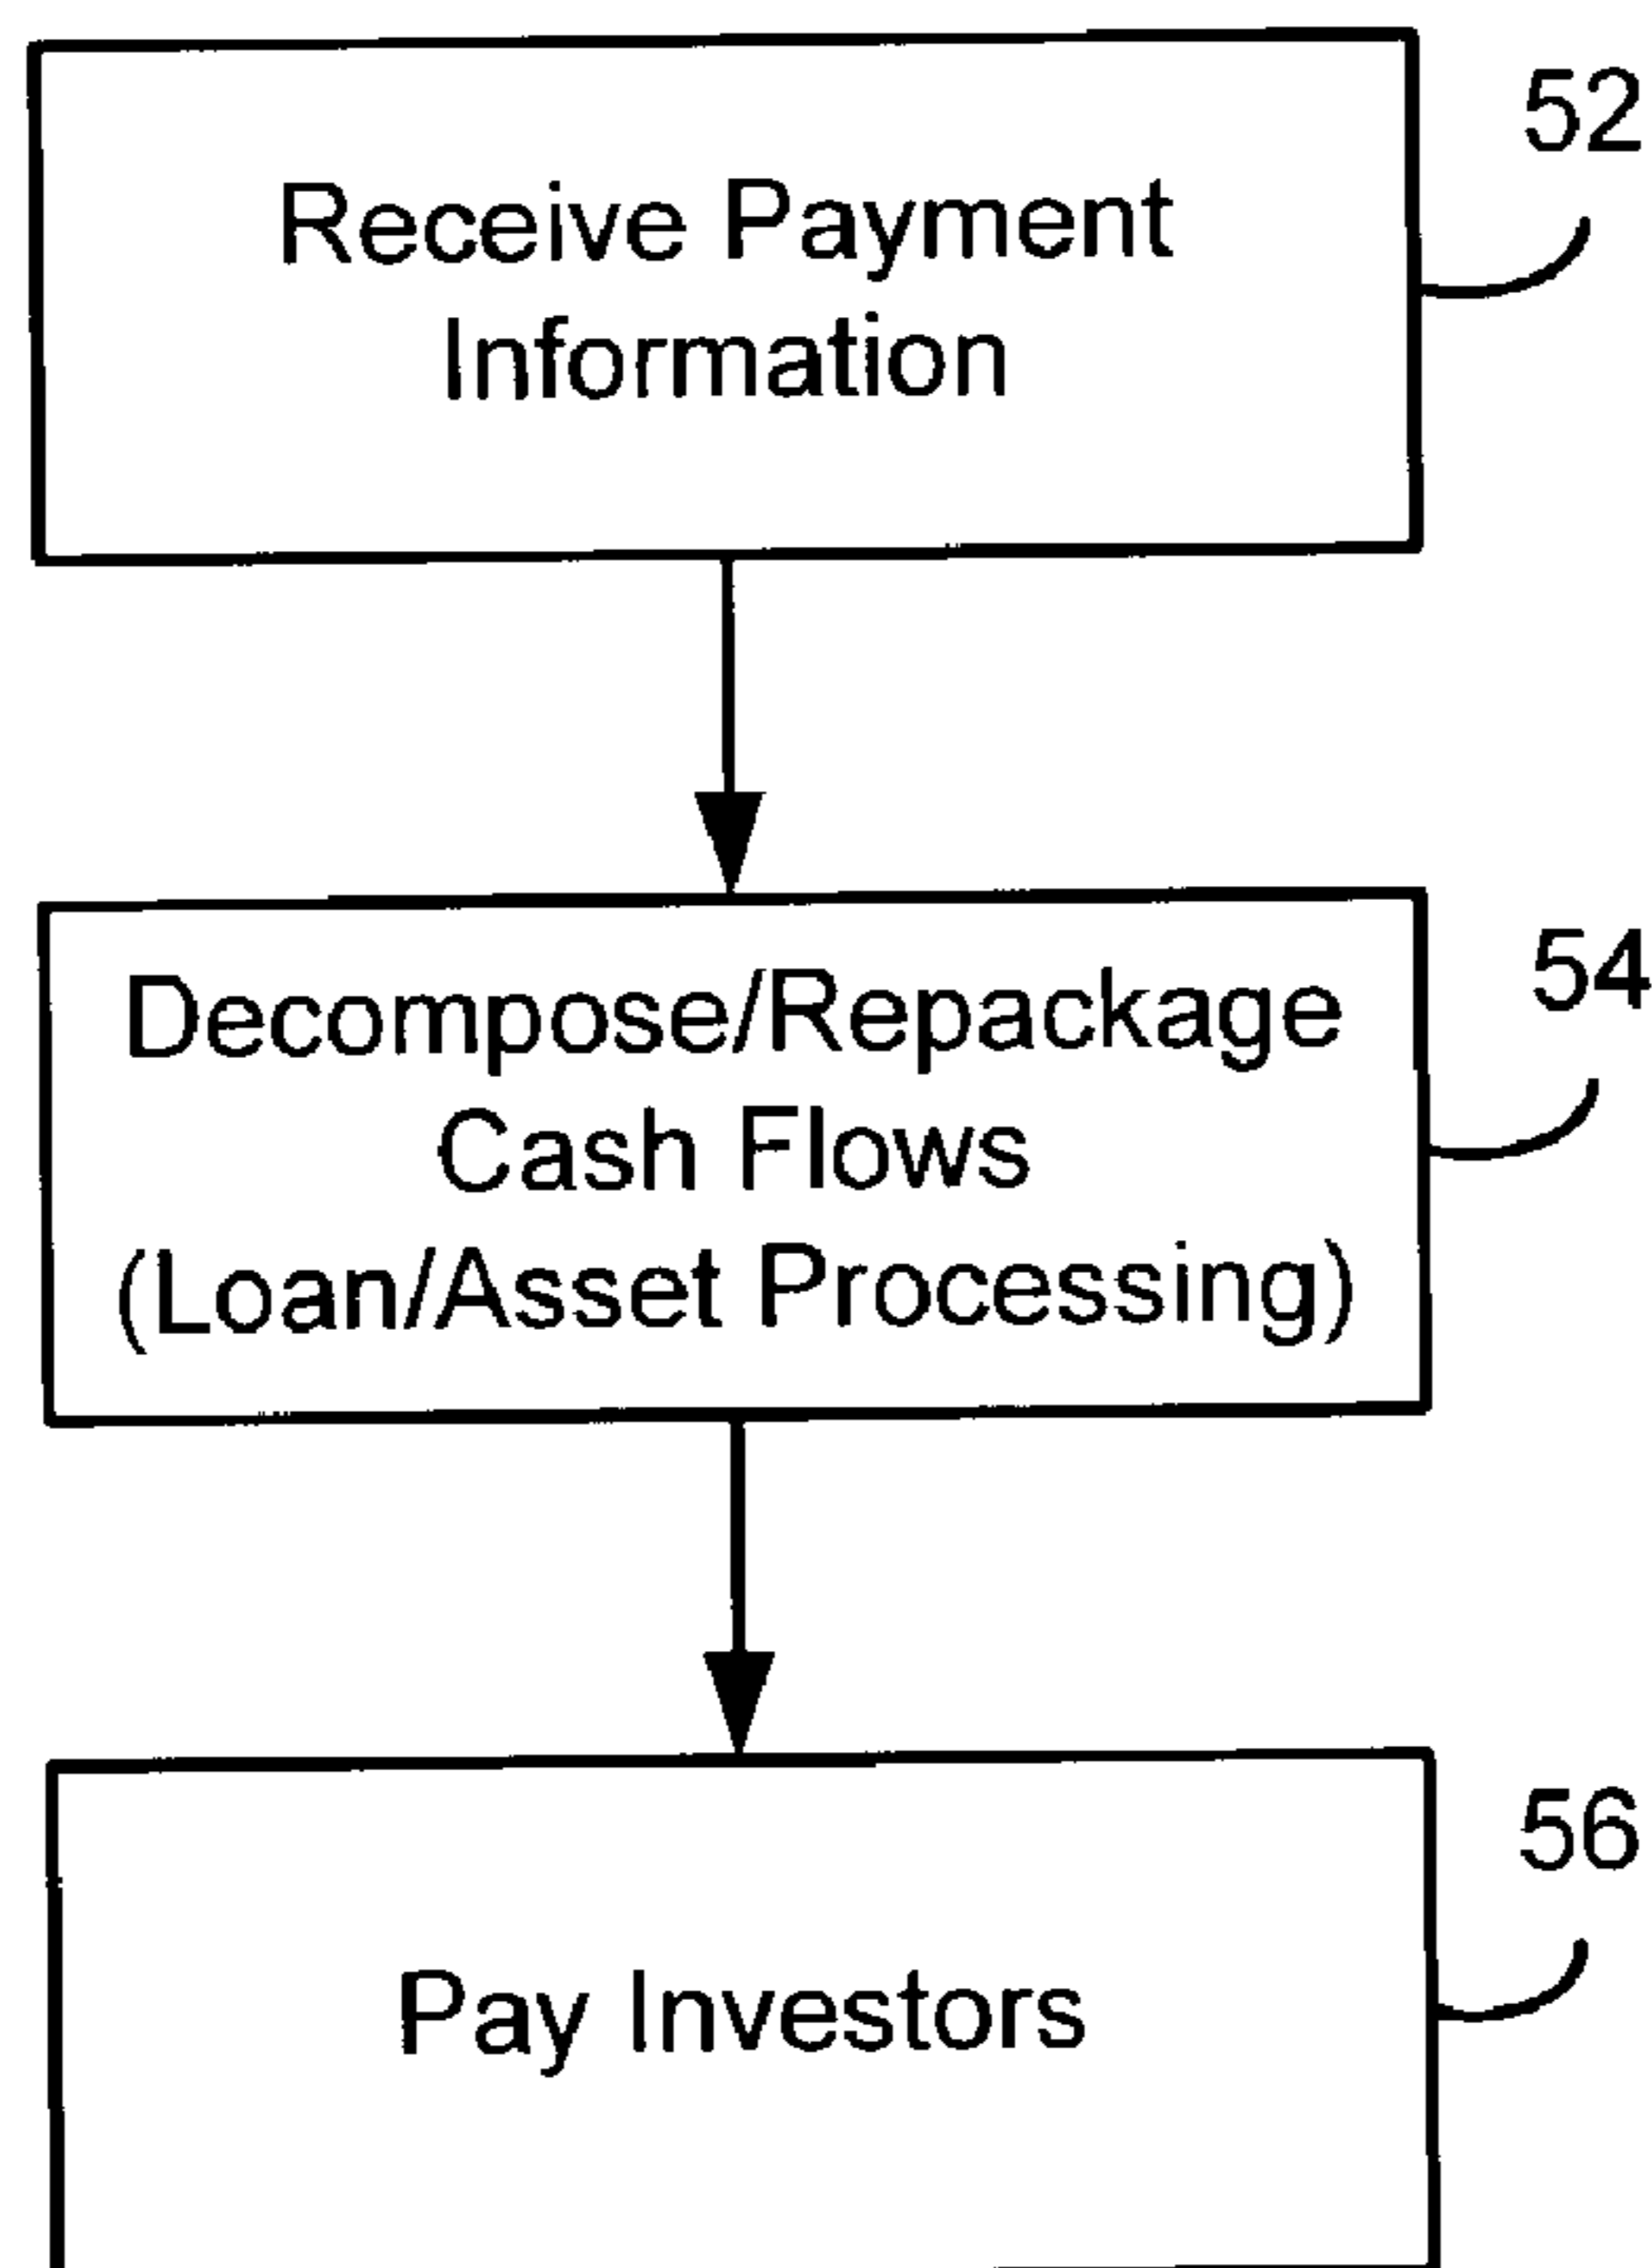 52
Receive Payment
Information
54
Decompose/Repackage
Cash Flows
(Loan/Asset Processing)
56
Pay Investors